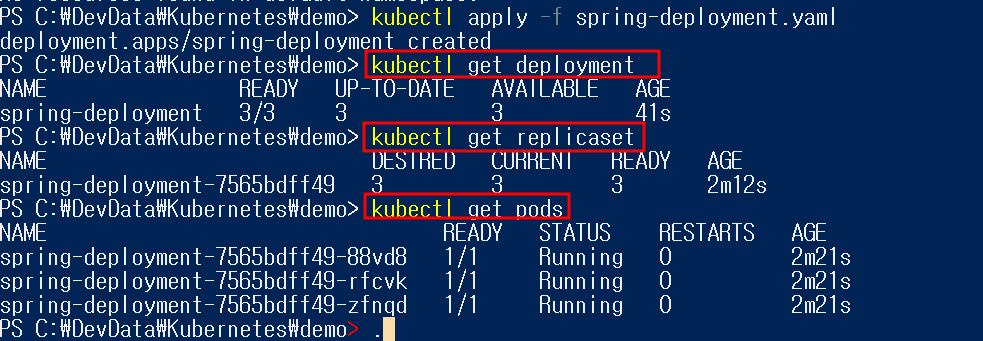 PS C:₩DevData₩Kubernetes₩demo> kubectl apply -f spring-deployment.yaml
deployment.apps/spring-deployment created
PS C:₩DevData₩Kubernetes₩demo> kubectl get deployment
NAME READY UP-TO-DATE AVAILABLE AGE
spring-deployment 3/3 3 3 41s
PS C:₩DevData₩Kubernetes₩demo> kubectl get replicaset
NAME DESIRED CURRENT READY AGE
spring-deployment-7565bdff49 3 3 3 2m12s
PS C:₩DevData₩Kubernetes₩demo> kubectl get pods
NAME READY STATUS RESTARTS AGE
spring-deployment-7565bdff49-88vd8 1/1 Running 0 2m21s
spring-deployment-7565bdff49-rfcvk 1/1 Running 0 2m21s
spring-deployment-7565bdff49-zfnqd 1/1 Running 0 2m21s
PS C:₩DevData₩Kubernetes₩demo> .